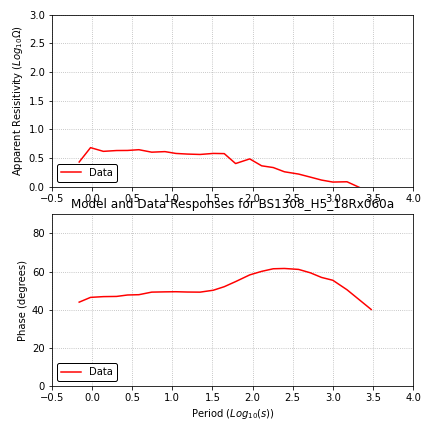 3.0
2.5
2.0
1.5
1.0
0.5
0.0
Apparent Resisitivity (Log10Ω)
Data
−0.5 0.0 0.5 1.0 1.5 2.0 2.5 3.0 3.5 4.0
Model and Data Responses for BS1308_H5_18Rx060a
80
60
40
20
0
Phase (degrees)
Data
−0.5 0.0 0.5 1.0 1.5 2.0 2.5 3.0 3.5 4.0
Period (Log10(s))